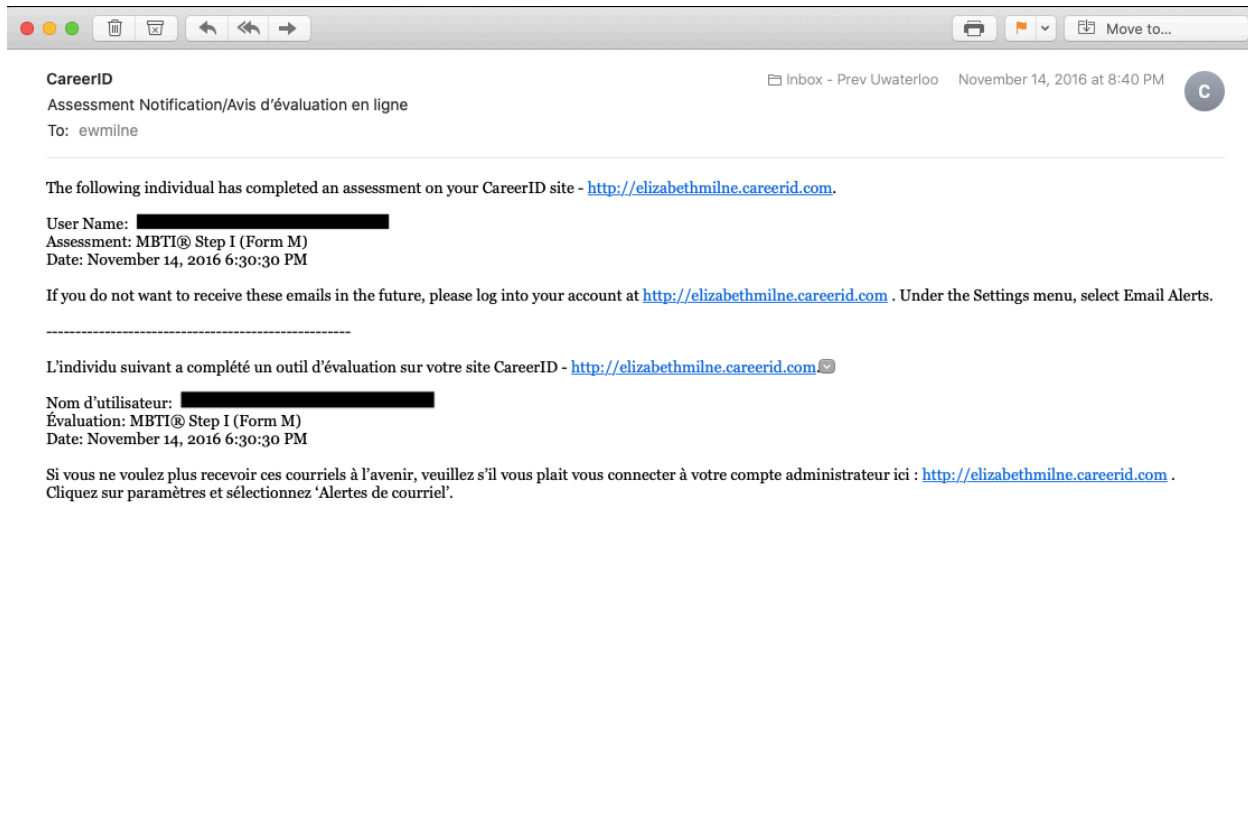 Move to...
CareerID
Inbox - Prev Uwaterloo November 14, 2016 at 8:40 PM
C
Assessment Notification/Avis d’évaluation en ligne
To: ewmilne
The following individual has completed an assessment on your CareerID site - http://elizabethmilne.careerid.com.
User Name:
Assessment: MBTI® Step I (Form M)
Date: November 14, 2016 6:30:30 PM
If you do not want to receive these emails in the future, please log into your account at http://elizabethmilne.careerid.com . Under the Settings menu, select Email Alerts.
---------------------------------------------------
L’individu suivant a complété un outil d’évaluation sur votre site CareerID - http://elizabethmilne.careerid.com.
Nom d’utilisateur:
Évaluation: MBTI® Step I (Form M)
Date: November 14, 2016 6:30:30 PM
Si vous ne voulez plus recevoir ces courriels à l’avenir, veuillez s’il vous plait vous connecter à votre compte administrateur ici : http://elizabethmilne.careerid.com .
Cliquez sur paramètres et sélectionnez ‘Alertes de courriel’.